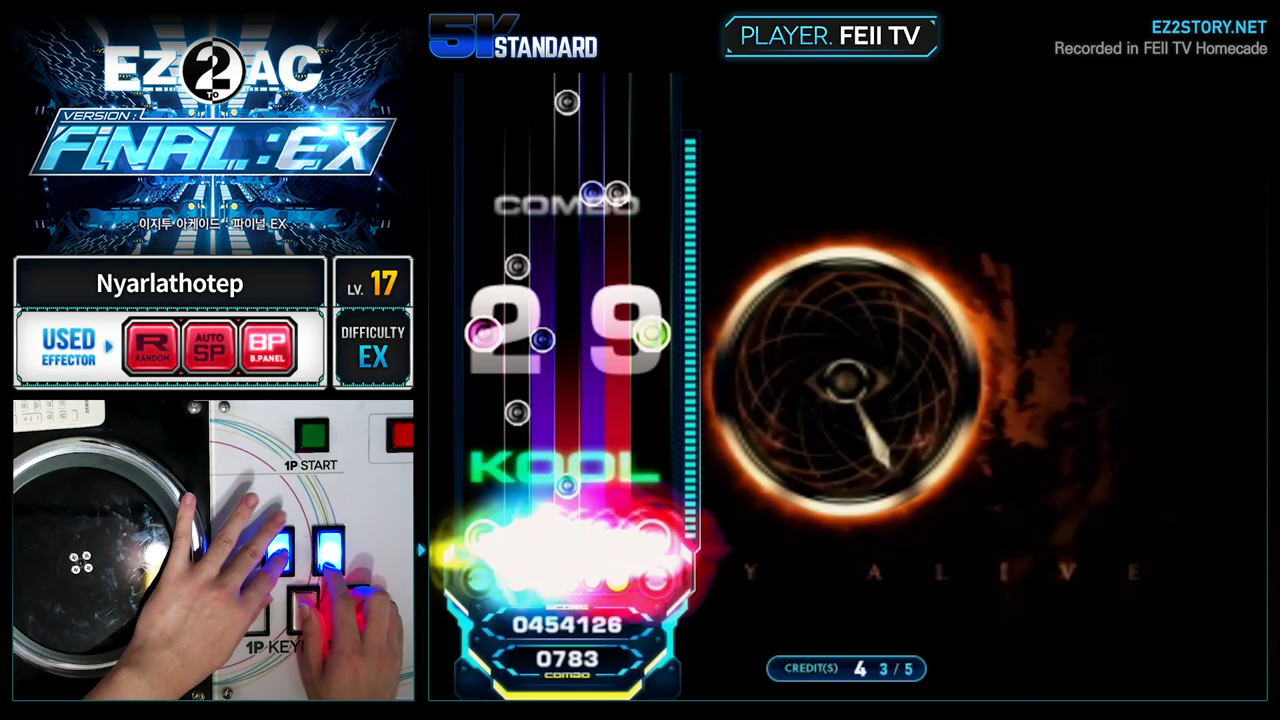 EZ2AC
TO
VERSION :
FiNAL:EX
이지투 아케이드 : 파이널 EX
Nyarlathotep
LV. 17
USED
EFFECTOR
R
RANDOM
AUTO
SP
BP
B.PANEL
DIFFICULTY
EX
1P START
1P KEY
5K STANDARD
PLAYER. FEII TV
EZ2STORY.NET
Recorded in FEII TV Homecade
COMBO
29
KOOL
0454126
0783
COMBO
Y ALIVE
CREDIT(S) 4 3 / 5